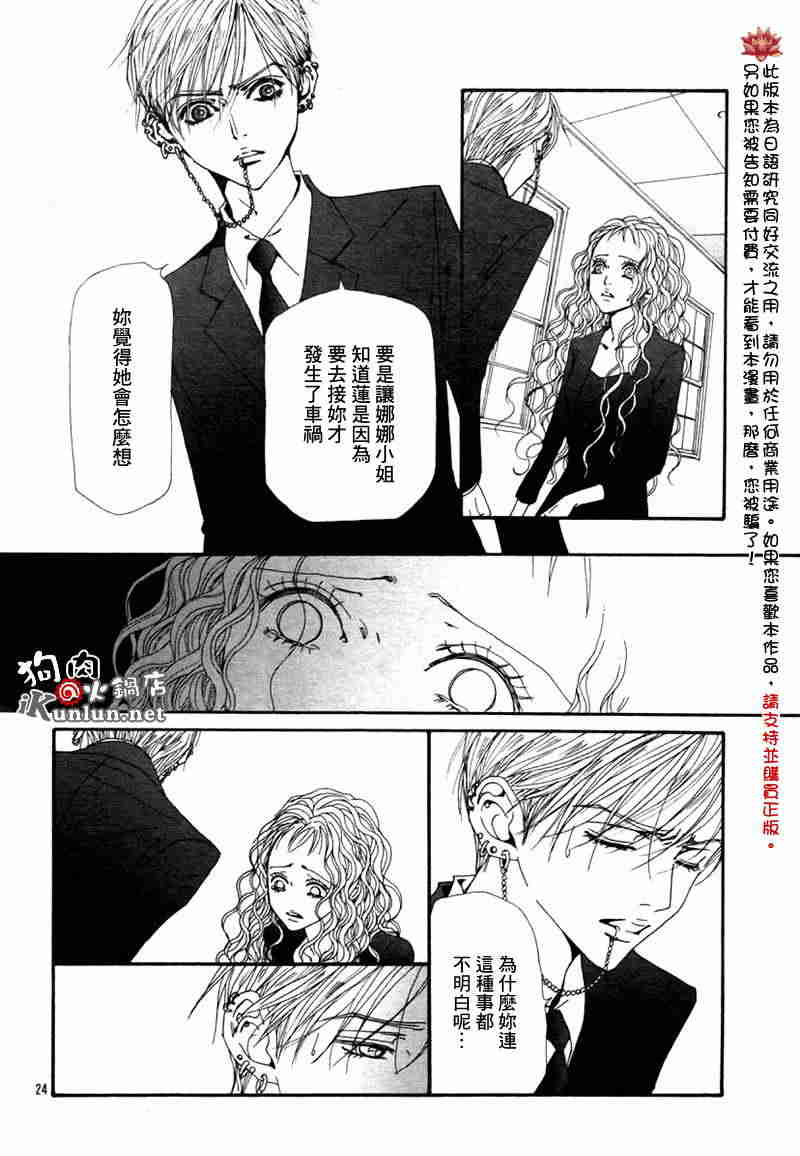 要是讓娜娜小姐
知道蓮是因為
要去接妳才
發生了車禍
妳覺得她會怎麼想
為什麼妳連
這種事都
不明白呢…
此版本為日語研究同好交流之用，請勿用於任何商業用途。如果您喜歡本作品，請支持並購買正版。
另如果您被告知需要付費，才能看到本漫畫，那麼，您被騙了！
狗肉火鍋店
iKunlun.net
24